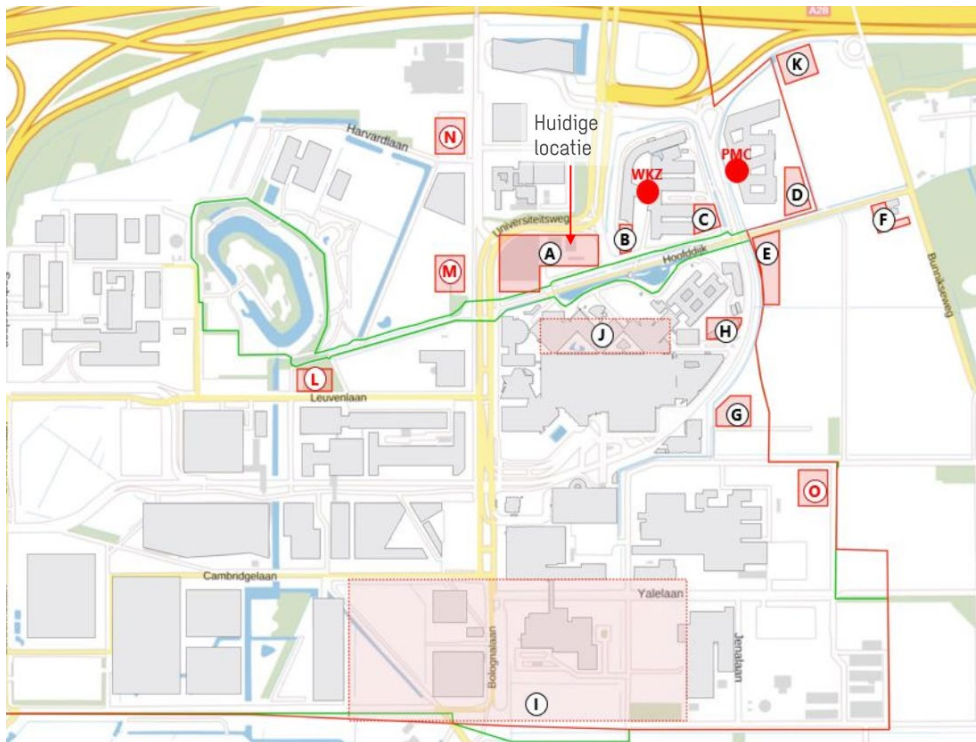 A28
K
N
Huidige
locatie
Harvardlaan
PMC
WKZ
D
C
F
Universiteitsweg
B
A
E
Hoofddijk
M
Bunnikseweg
J
H
L
Leuvenlaan
G
O
Cambridgelaan
Yalelaan
Bolognalaan
Jenalaan
I